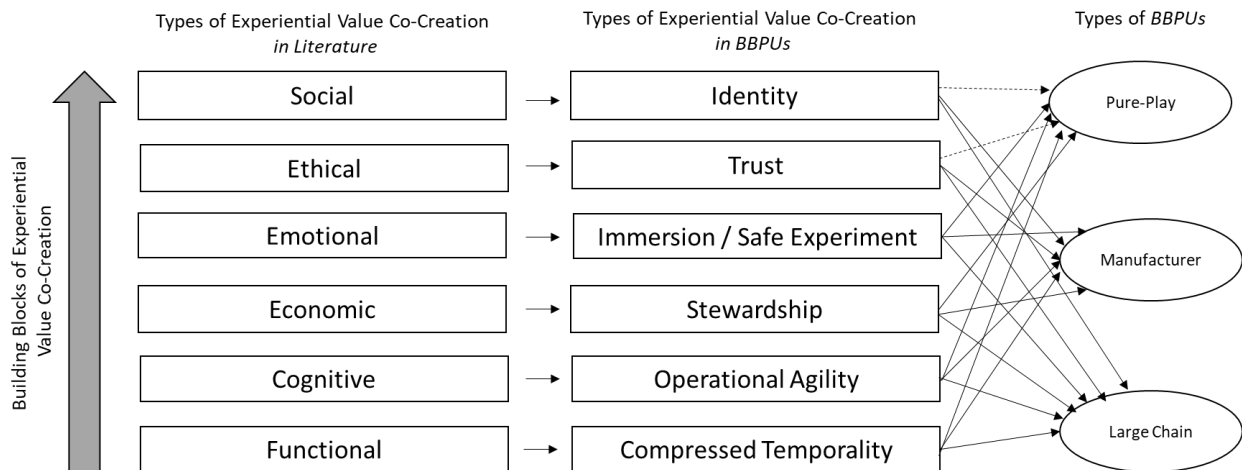 Types of Experiential Value Co-Creation
in Literature
Types of Experiential Value Co-Creation
in BBPUs
Types of BBPUs
Building Blocks of Experiential
Value Co-Creation
Social
Identity
Pure-Play
Ethical
Trust
Emotional
Immersion / Safe Experiment
Manufacturer
Economic
Stewardship
Cognitive
Operational Agility
Functional
Compressed Temporality
Large Chain